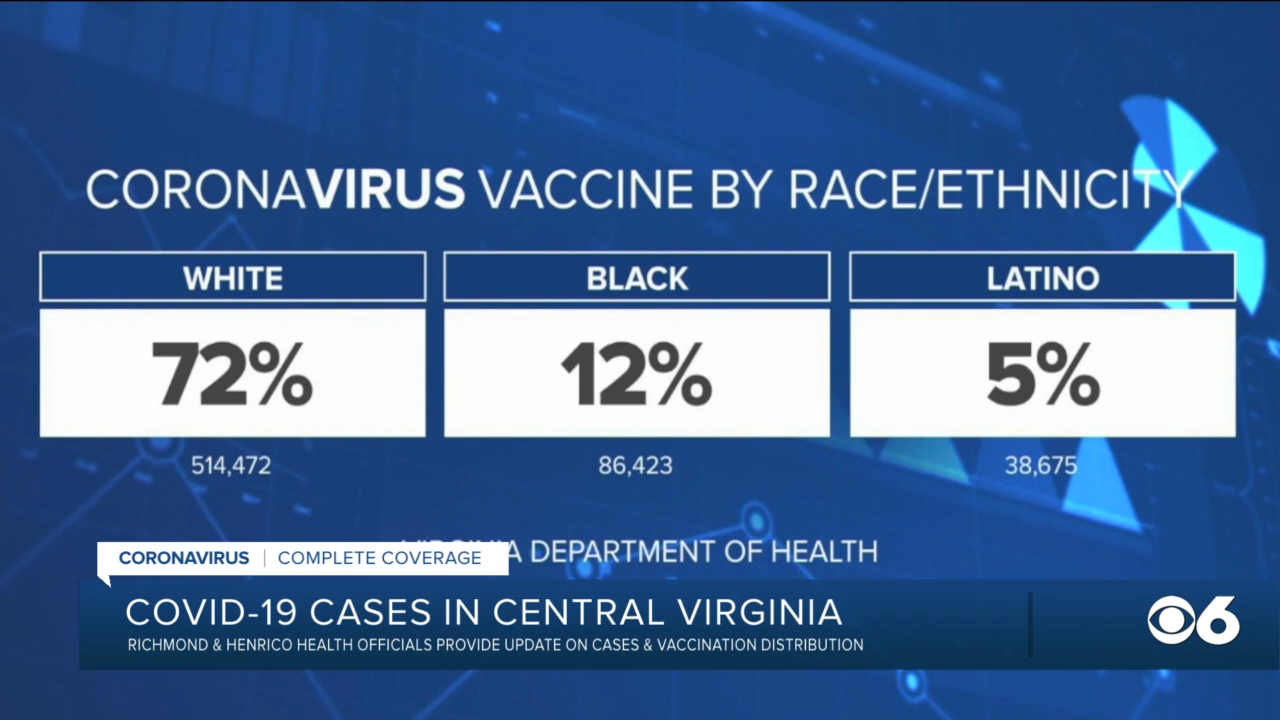 CORONAVIRUS VACCINE BY RACE/ETHNICITY
WHITE
BLACK
LATINO
72%
12%
5%
514,472
86,423
38,675
DEPARTMENT OF HEALTH
CORONAVIRUS | COMPLETE COVERAGE
COVID-19 CASES IN CENTRAL VIRGINIA
RICHMOND & HENRICO HEALTH OFFICIALS PROVIDE UPDATE ON CASES & VACCINATION DISTRIBUTION
6